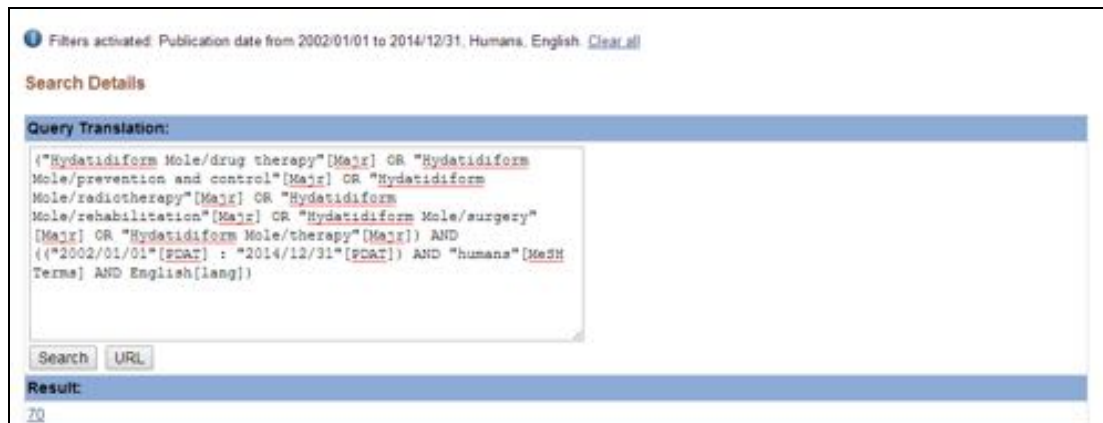 Filters activated: Publication date from 2002/01/01 to 2014/12/31, Humans, English. Clear all
Search Details
Query Translation:
("Hydatidiform Mole/drug therapy"[Majr] OR "Hydatidiform
Mole/prevention and control"[Majr] OR "Hydatidiform
Mole/radiotherapy"[Majr] OR "Hydatidiform
Mole/rehabilitation"[Majr] OR "Hydatidiform Mole/surgery"
[Majr] OR "Hydatidiform Mole/therapy"[Majr]) AND
(("2002/01/01"[PDAT] : "2014/12/31"[PDAT]) AND "humans"[MeSH
Terms] AND English[lang])
Search URL
Result:
70